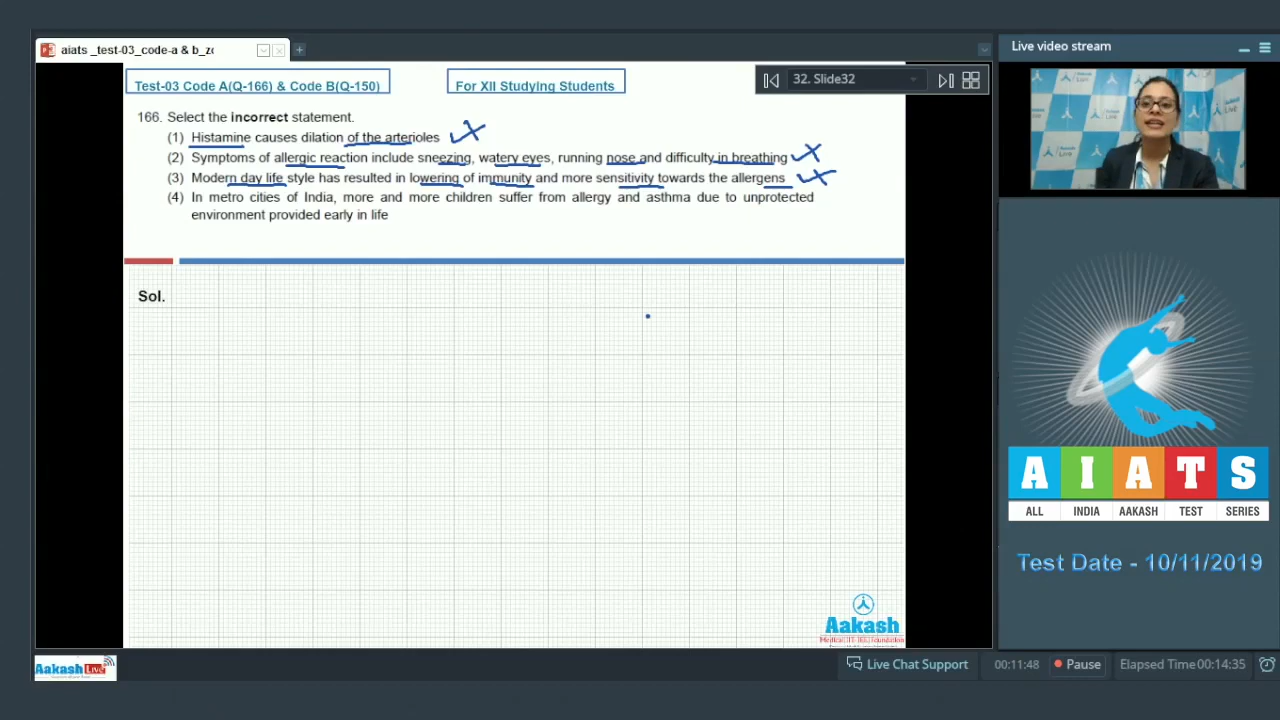 aiats _test-03_code-a & b_z
Live video stream
Test-03 Code A(Q-166) & Code B(Q-150)
For XII Studying Students
32. Slide32
166. Select the incorrect statement.
(1) Histamine causes dilation of the arterioles
(2) Symptoms of allergic reaction include sneezing, watery eyes, running nose and difficulty in breathing
(3) Modern day life style has resulted in lowering of immunity and more sensitivity towards the allergens
(4) In metro cities of India, more and more children suffer from allergy and asthma due to unprotected
environment provided early in life
Sol.
Aakash
LIVE
AIATS
ALL INDIA AAKASH TEST SERIES
Test Date - 10/11/2019
Aakash
Aakash Live
Live Chat Support
00:11:48
Pause
Elapsed Time 00:14:35